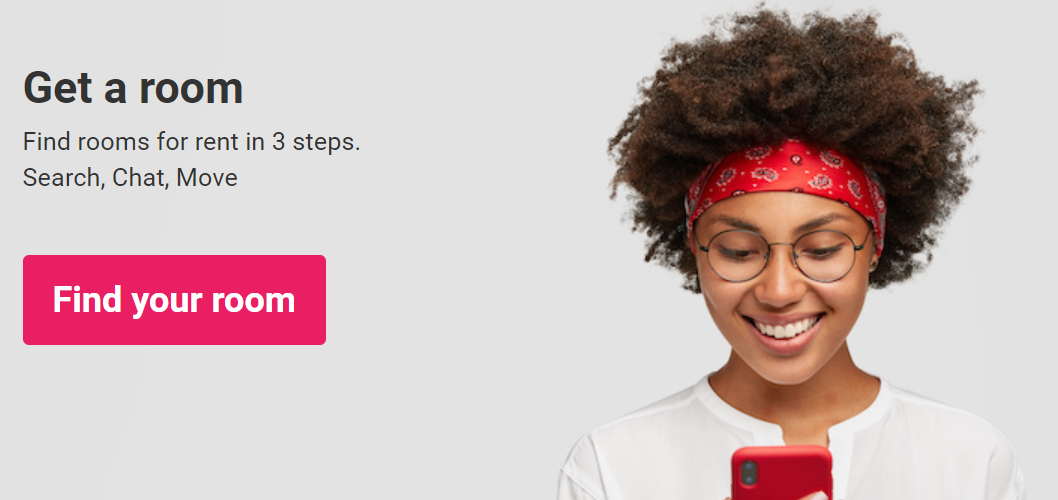 Get a room
Find rooms for rent in 3 steps.
Search, Chat, Move
Find your room